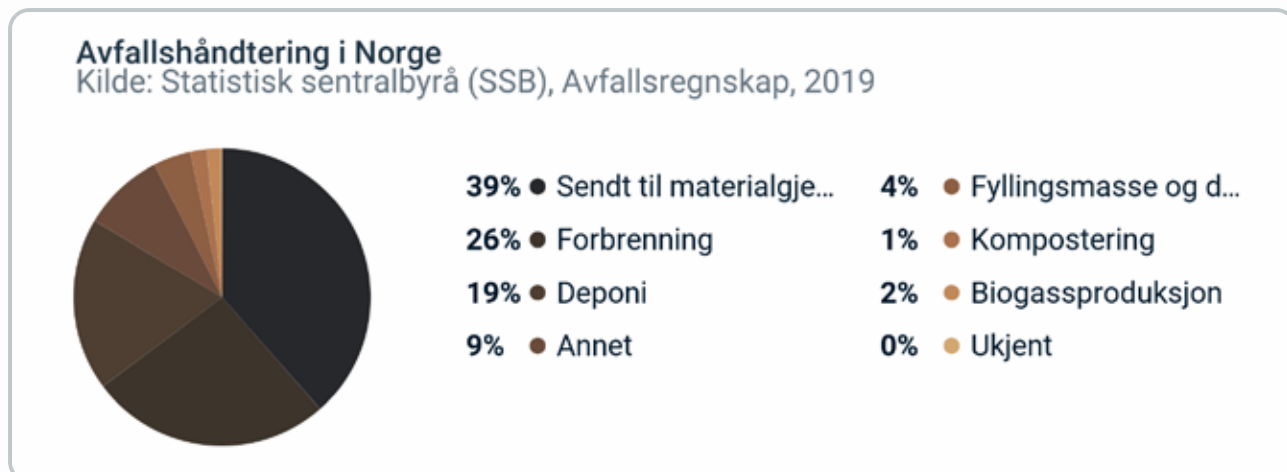 Avfallshåndtering i Norge
Kilde: Statistisk sentralbyrå (SSB), Avfallsregnskap, 2019
39% Sendt til materialgje...
26% Forbrenning
19% Deponi
9% Annet
4% Fyllingsmasse og d...
1% Kompostering
2% Biogassproduksjon
0% Ukjent